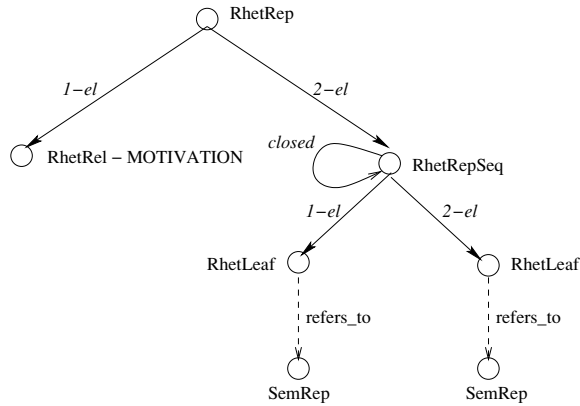 RhetRep
1-el
2-el
RhetRel - MOTIVATION
closed
RhetRepSeq
1-el
2-el
RhetLeaf
RhetLeaf
refers_to
refers_to
SemRep
SemRep